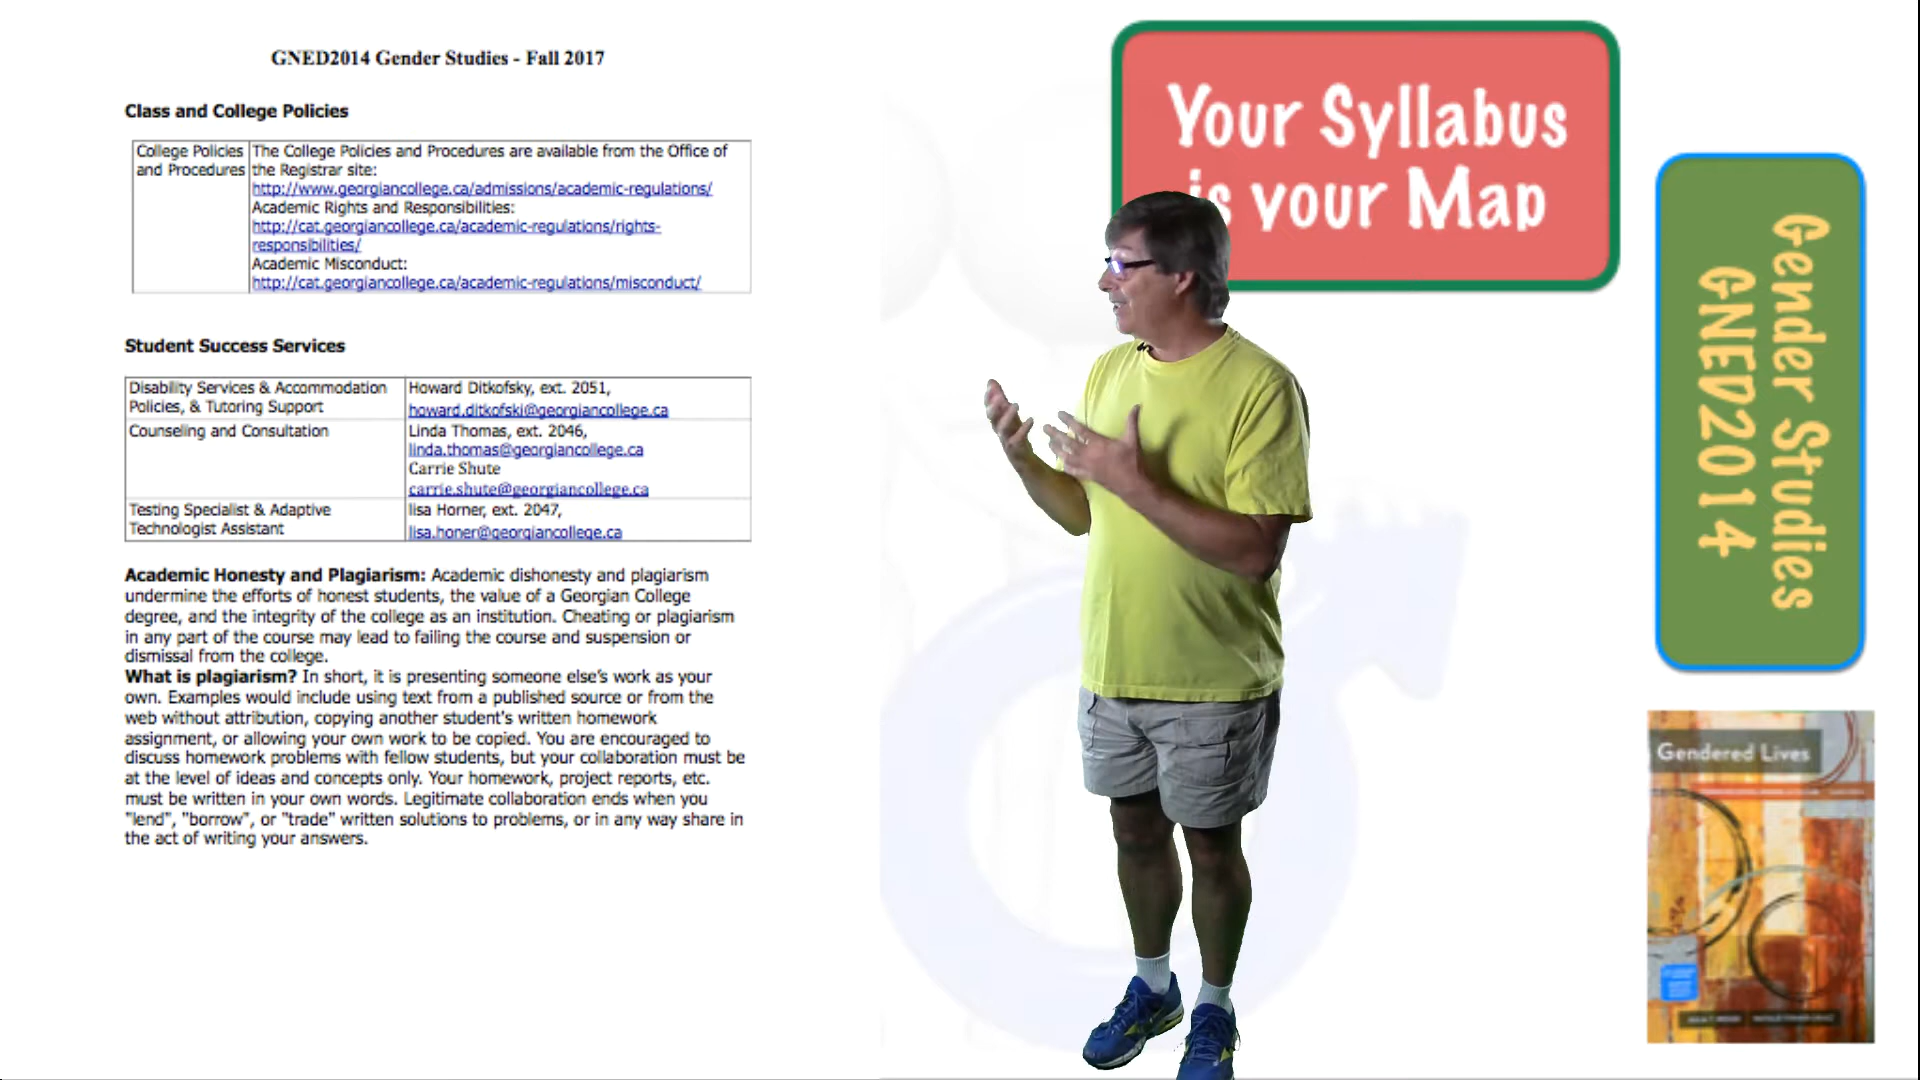 GNED2014 Gender Studies - Fall 2017
Class and College Policies
College Policies
and Procedures
The College Policies and Procedures are available from the Office of
the Registrar site:
http://www.georgiancollege.ca/admissions/academic-regulations/
Academic Rights and Responsibilities:
http://cat.georgiancollege.ca/academic-regulations/rights-
responsibilities/
Academic Misconduct:
http://cat.georgiancollege.ca/academic-regulations/misconduct/
Student Success Services
Disability Services & Accommodation
Policies, & Tutoring Support
Howard Ditkofsky, ext. 2051,
howard.ditkofski@georgiancollege.ca
Counseling and Consultation
Linda Thomas, ext. 2046,
linda.thomas@georgiancollege.ca
Carrie Shute
carrie.shute@georgiancollege.ca
Testing Specialist & Adaptive
Technologist Assistant
lisa Horner, ext. 2047,
lisa.honer@georgiancollege.ca
Academic Honesty and Plagiarism: Academic dishonesty and plagiarism
undermine the efforts of honest students, the value of a Georgian College
degree, and the integrity of the college as an institution. Cheating or plagiarism
in any part of the course may lead to failing the course and suspension or
dismissal from the college.
What is plagiarism? In short, it is presenting someone else's work as your
own. Examples would include using text from a published source or from the
web without attribution, copying another student's written homework
assignment, or allowing your own work to be copied. You are encouraged to
discuss homework problems with fellow students, but your collaboration must be
at the level of ideas and concepts only. Your homework, project reports, etc.
must be written in your own words. Legitimate collaboration ends when you
"lend", "borrow", or "trade" written solutions to problems, or in any way share in
the act of writing your answers.
Your Syllabus
is your Map
Gender Studies
GNED2014
Gendered Lives